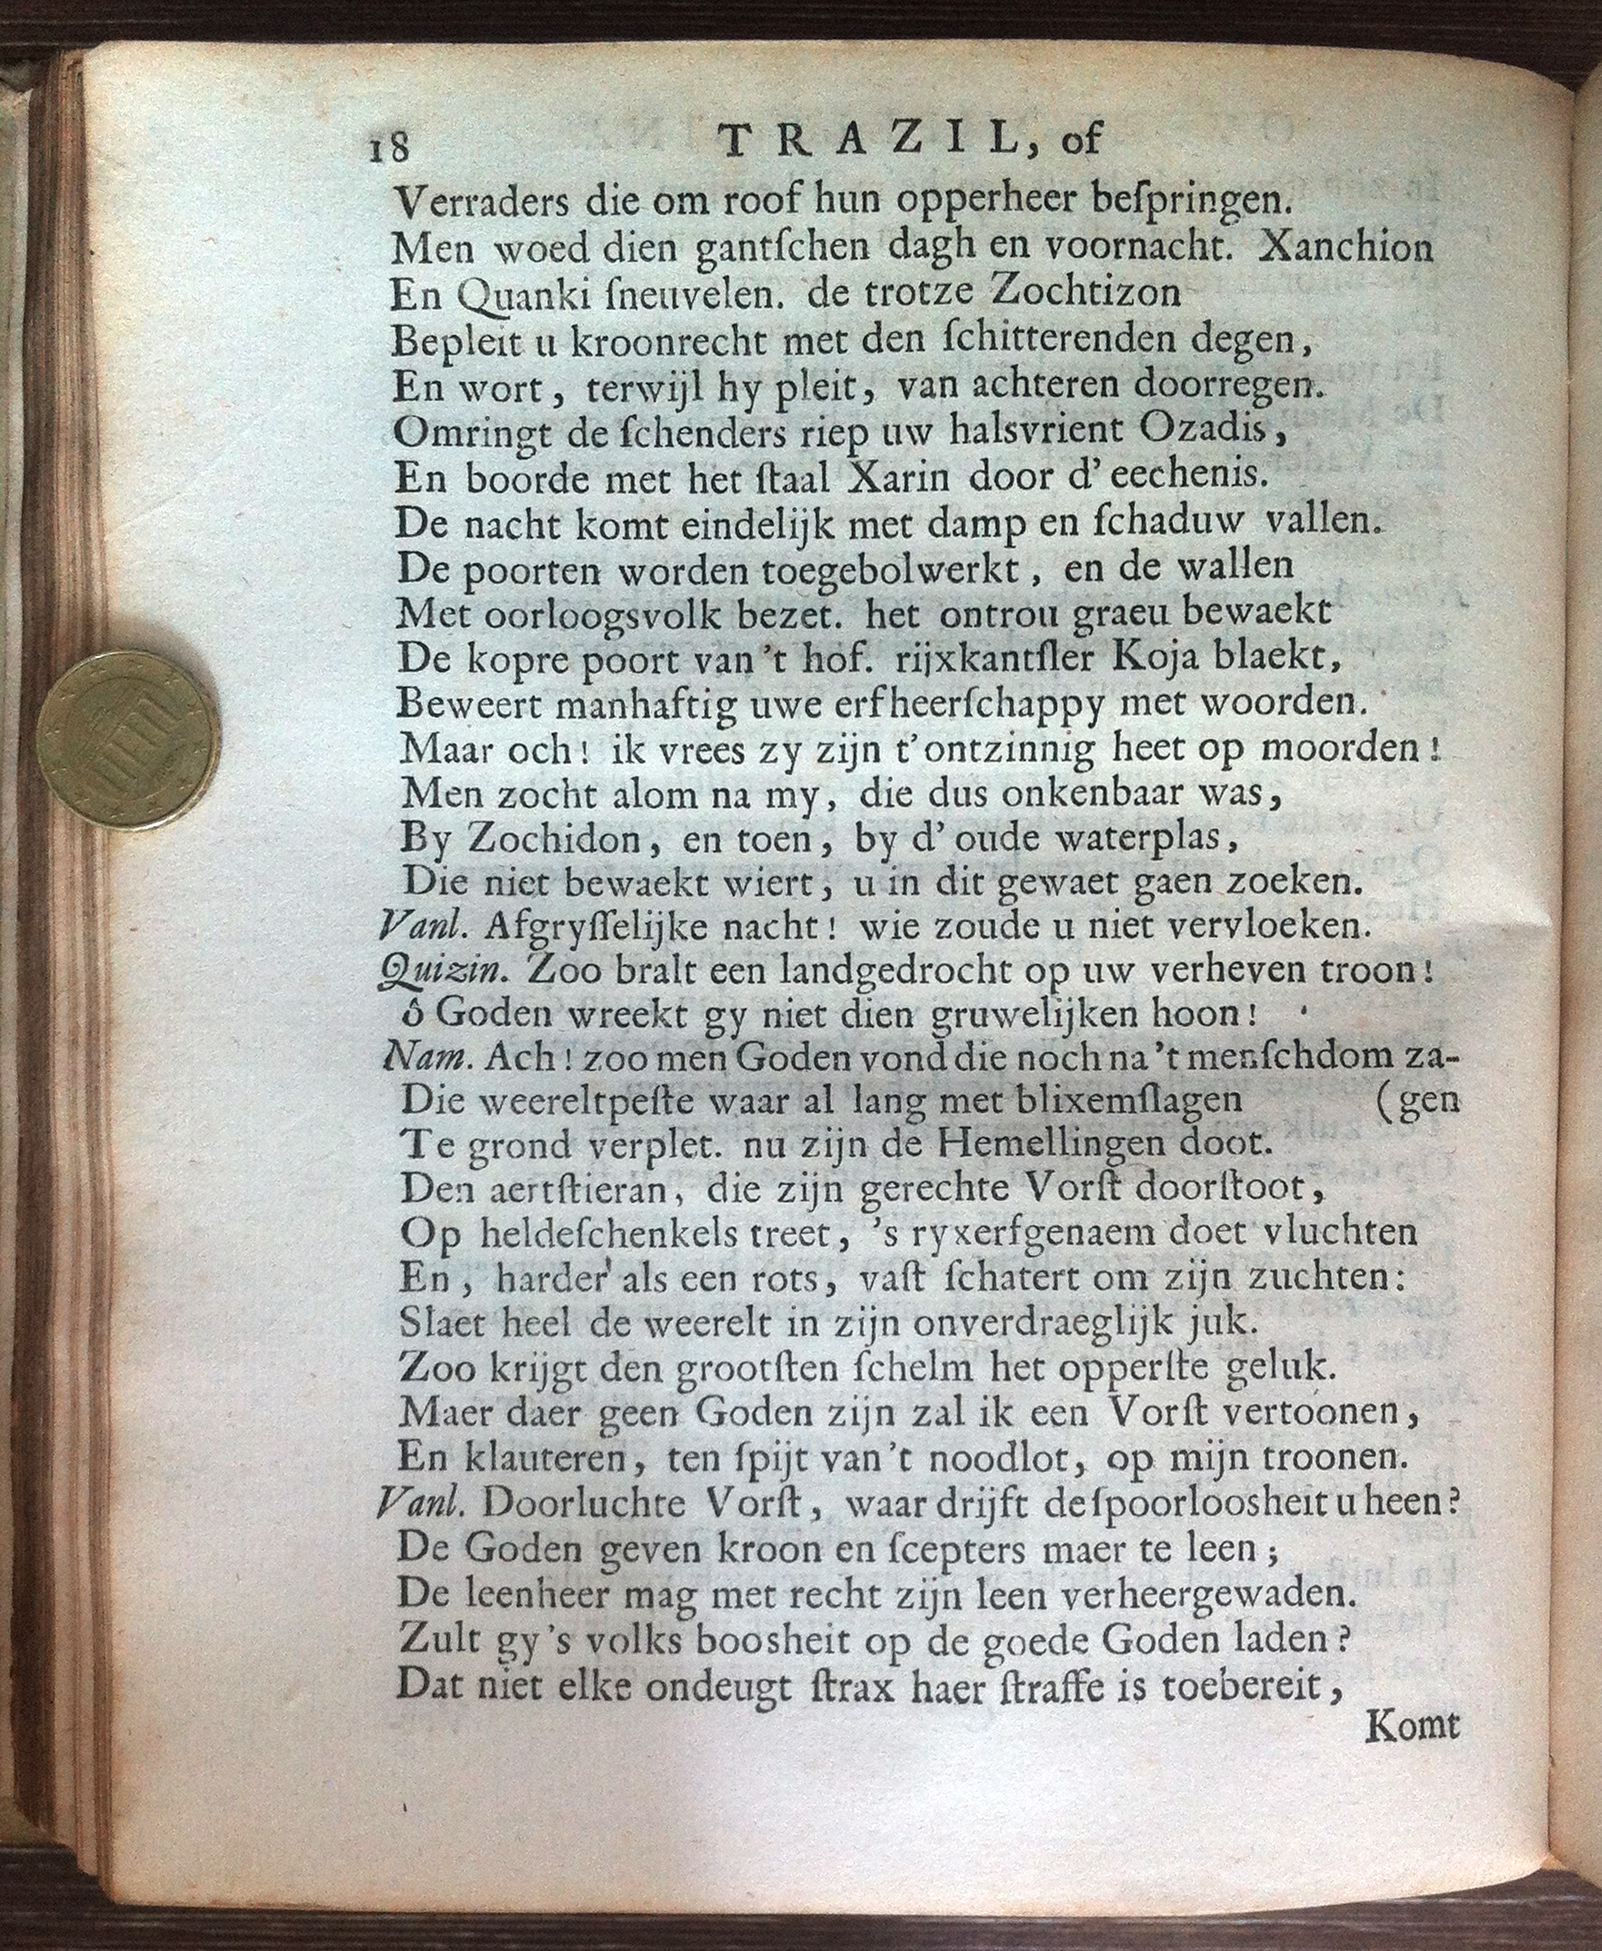 18 TRAZIL, of
Verraders die om roof hun opperheer beſpringen.
Men woed dien gantſchen dagh en voornacht. Xanchion
En Quanki ſneuvelen. de trotze Zochtizon
Bepleit u kroonrecht met den ſchitterenden degen,
En wort, terwijl hy pleit, van achteren doorregen.
Omringt de ſchenders riep uw halsvrient Ozadis,
En boorde met het ſtaal Xarin door d' eechenis.
De nacht komt eindelijk met damp en ſchaduw vallen.
De poorten worden toegebolwerkt, en de wallen
Met oorloogsvolk bezet. het ontrou graeu bewaekt
De kopre poort van 't hof. rijxkantſler Koja blaekt,
Beweert manhaftig uwe erfheerſchappy met woorden.
Maar och! ik vrees zy zijn t'ontzinnig heet op moorden!
Men zocht alom na my, die dus onkenbaar was,
By Zochidon, en toen, by d' oude waterplas,
Die niet bewaekt wiert, u in dit gewaet gaen zoeken.
Vanl. Afgryſſelijke nacht! wie zoude u niet vervloeken.
Quizin. Zoo bralt een landgedrocht op uw verheven troon!
ô Goden wreekt gy niet dien gruwelijken hoon!
Nam. Ach! zoo men Goden vond die noch na 't menſchdom za-
Die weereltpeſte waar al lang met blixemſlagen (gen
Te grond verplet. nu zijn de Hemellingen doot.
Den aertſtieran, die zijn gerechte Vorſt doorſtoot,
Op heldeſchenkels treet, 's ryxerfgenaem doet vluchten
En, harder als een rots, vaſt ſchatert om zijn zuchten:
Slaet heel de weerelt in zijn onverdraeglijk juk.
Zoo krijgt den grootſten ſchelm het opperſte geluk.
Maer daer geen Goden zijn zal ik een Vorſt vertoonen,
En klauteren, ten ſpijt van 't noodlot, op mijn troonen.
Vanl. Doorluchte Vorſt, waar drijft deſpoorloosheit u heen?
De Goden geven kroon en ſcepters maer te leen;
De leenheer mag met recht zijn leen verheergewaden.
Zult gy 's volks boosheit op de goede Goden laden?
Dat niet elke ondeugt ſtrax haer ſtraffe is toebereit,
Komt